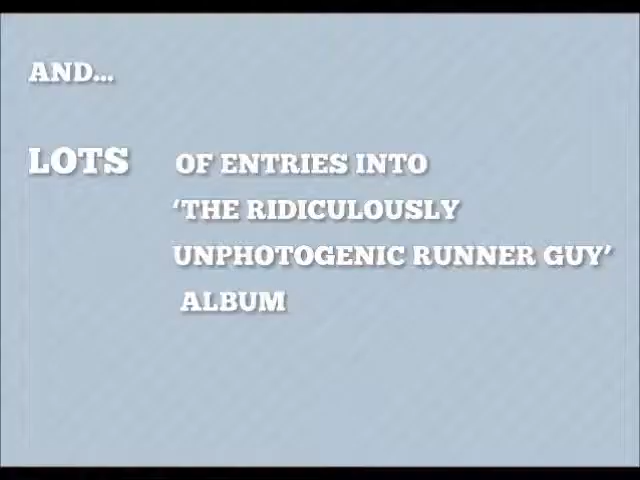 AND...
LOTS OF ENTRIES INTO
‘THE RIDICULOUSLY
UNPHOTOGENIC RUNNER GUY’
ALBUM